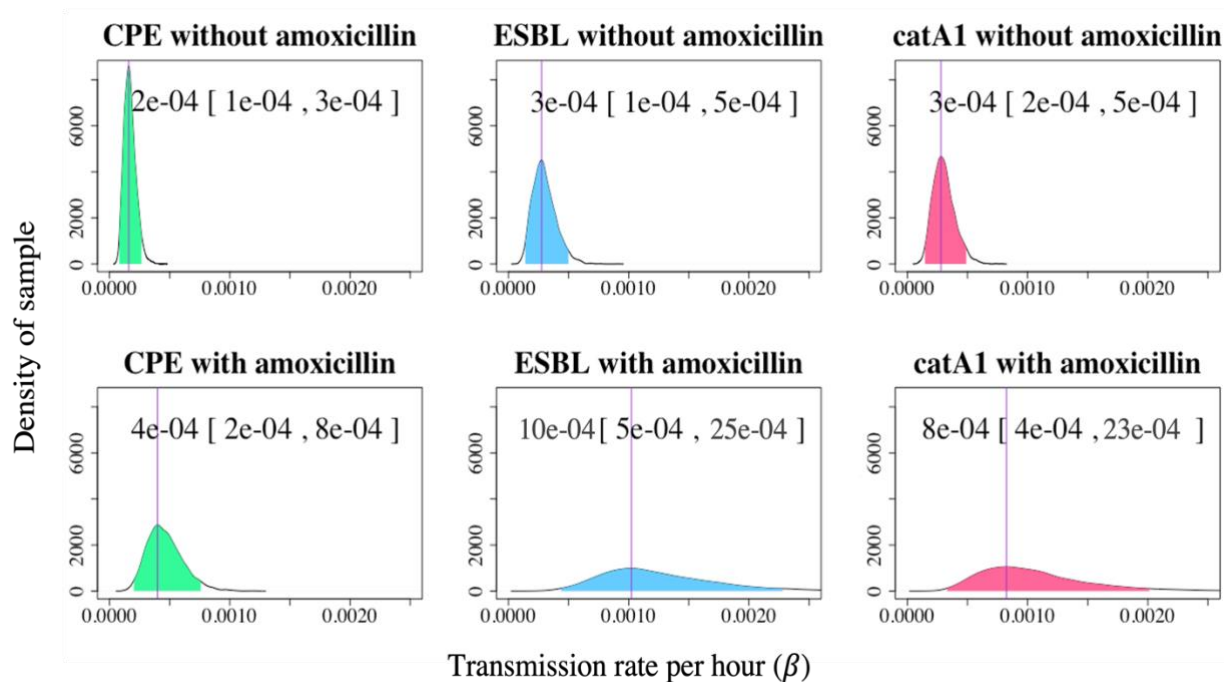 CPE without amoxicillin
ESBL without amoxicillin
catA1 without amoxicillin
2e-04 [ 1e-04 , 3e-04 ]
3e-04 [ 1e-04 , 5e-04 ]
3e-04 [ 2e-04 , 5e-04 ]
6000
2000
0
6000
2000
0
6000
2000
0
0.0000 0.0010 0.0020
0.0000 0.0010 0.0020
0.0000 0.0010 0.0020
Density of sample
CPE with amoxicillin
ESBL with amoxicillin
catA1 with amoxicillin
4e-04 [ 2e-04 , 8e-04 ]
10e-04[ 5e-04 , 25e-04 ]
8e-04 [ 4e-04 ,23e-04 ]
6000
2000
0
6000
2000
0
6000
2000
0
0.0000 0.0010 0.0020
0.0000 0.0010 0.0020
0.0000 0.0010 0.0020
Transmission rate per hour (β)